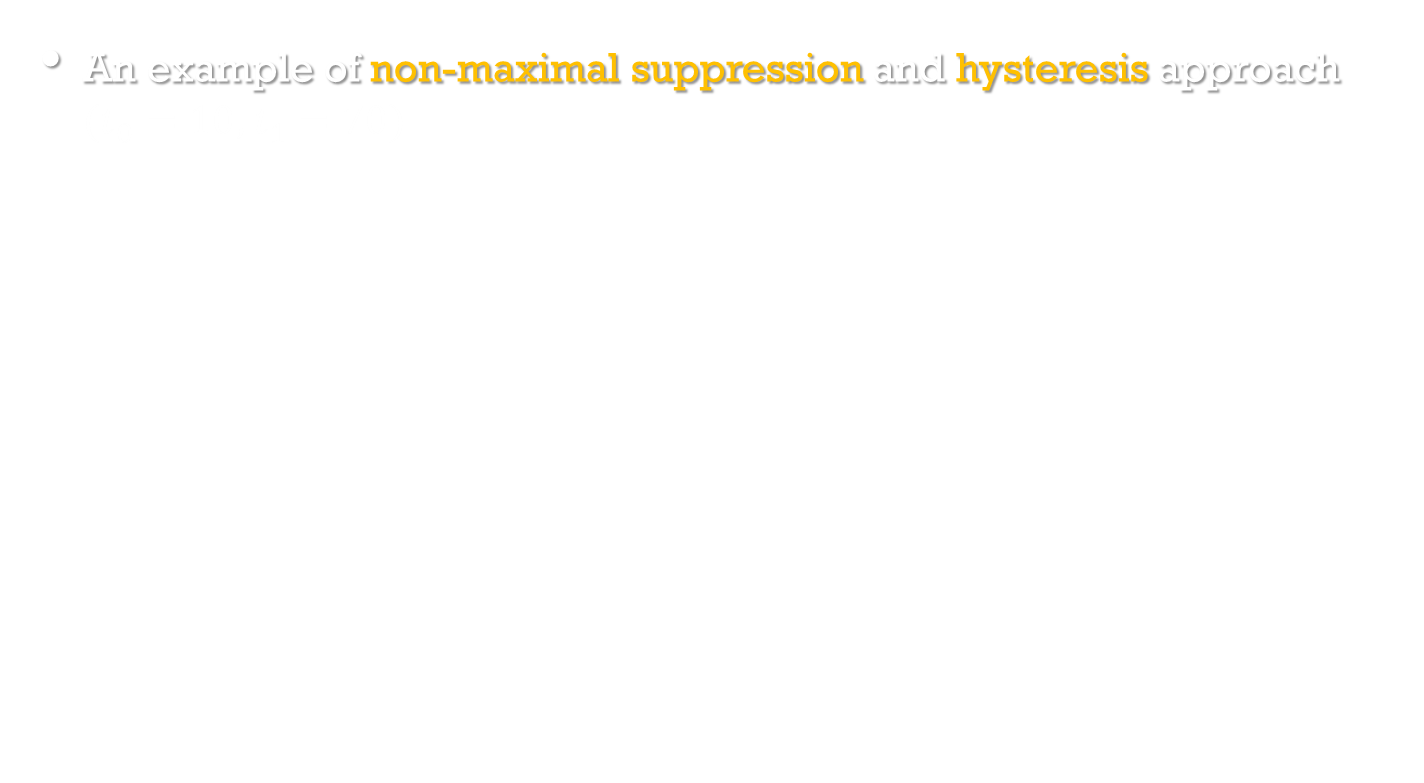 • An example of non-maximal suppression and hysteresis approach